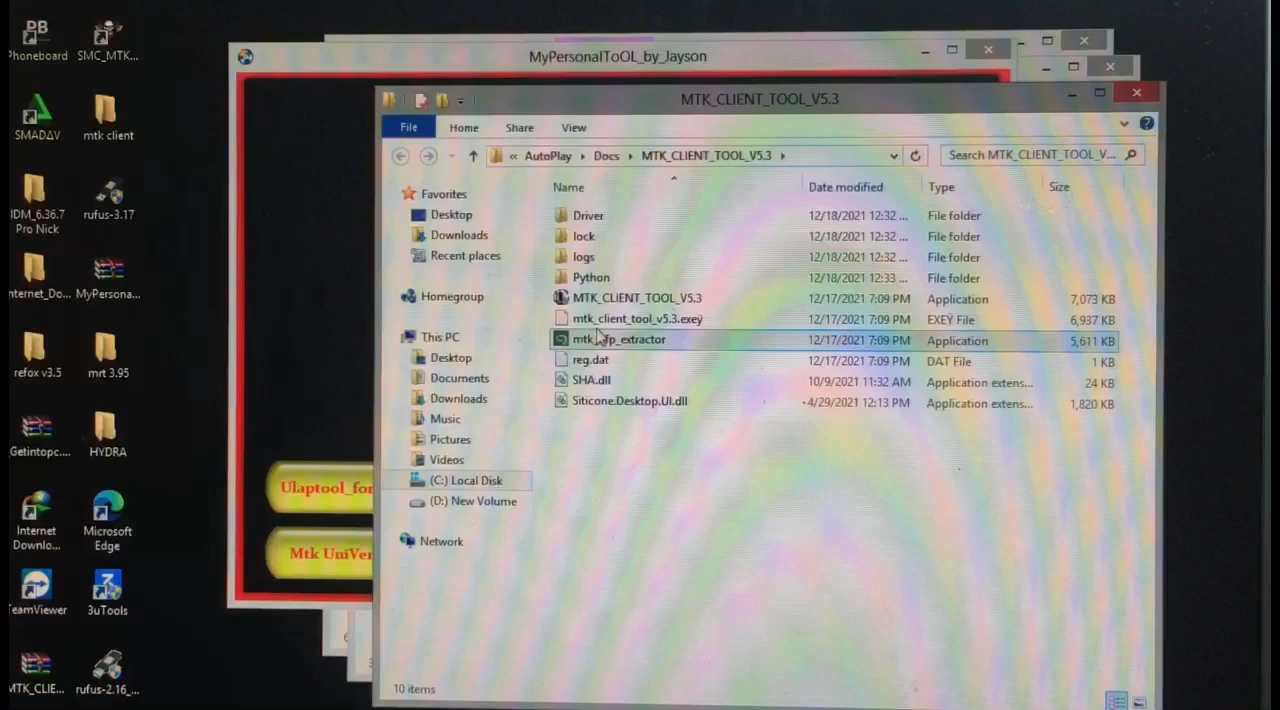 PB
Phoneboard
SMC_MTK...
SMADΔV
mtk client
IDM_6.36.7
Pro Nick
rufus-3.17
nternet_Do...
MyPersona...
refox v3.5
mrt 3.95
Getintopc....
HYDRA
Internet
Downlo...
Microsoft
Edge
TeamViewer
3uTools
MTK_CLIE...
rufus-2.16_...
MyPersonalToOL_by_Jayson
Ulaptool_for
Mtk UniVer
MTK_CLIENT_TOOL_V5.3
File Home Share View
« AutoPlay Docs MTK_CLIENT_TOOL_V5.3
Search MTK_CLIENT_TOOL_V...
Favorites
Desktop
Downloads
Recent places
Homegroup
This PC
Desktop
Documents
Downloads
Music
Pictures
Videos
(C:) Local Disk
(D:) New Volume
Network
Name Date modified Type Size
Driver 12/18/2021 12:32 ... File folder
lock 12/18/2021 12:32 ... File folder
logs 12/18/2021 12:32 ... File folder
Python 12/18/2021 12:33 ... File folder
MTK_CLIENT_TOOL_V5.3 12/17/2021 7:09 PM Application 7,073 KB
mtk_client_tool_v5.3.exeÿ 12/17/2021 7:09 PM EXEŸ File 6,937 KB
12/17/2021 7:09 PM Application 5,611 KB
reg.dat 12/17/2021 7:09 PM DAT File 1 KB
SHA.dll 10/9/2021 11:32 AM Application extens... 24 KB
Siticone.Desktop.UI.dll 4/29/2021 12:13 PM Application extens... 1,820 KB
10 items